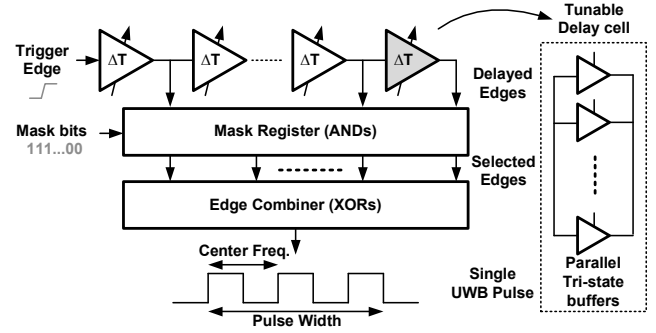 Tunable
Delay cell
Trigger
Edge
ΔT
ΔT
ΔT
ΔT
Delayed
Edges
Mask bits
111...00
Mask Register (ANDs)
Selected
Edges
Edge Combiner (XORs)
Center Freq.
Pulse Width
Single
UWB Pulse
Parallel
Tri-state
buffers